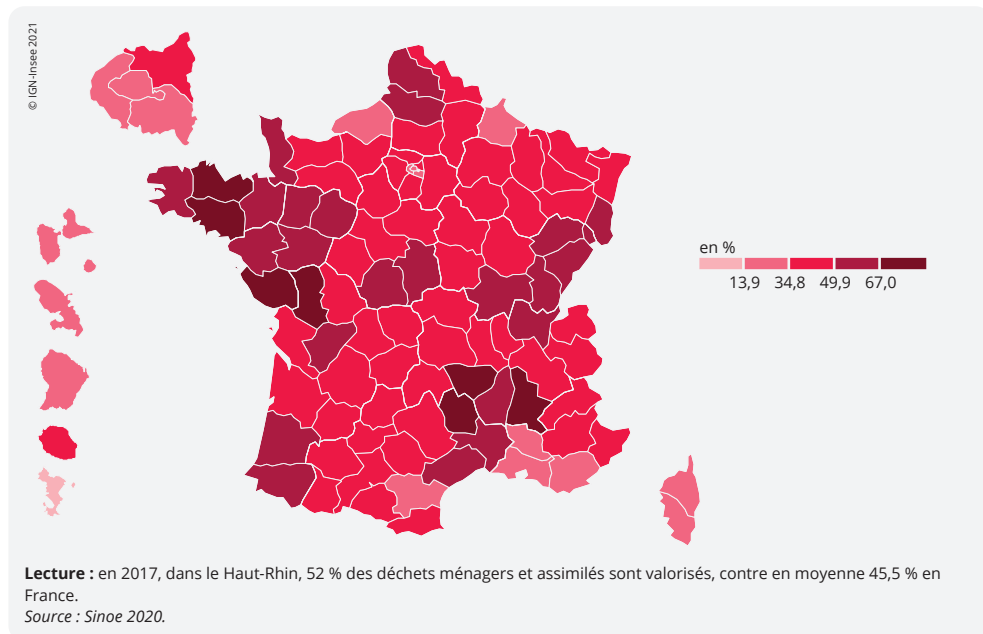 © IGN-Insee 2021
en %
13,9 34,8 49,9 67,0
Lecture : en 2017, dans le Haut-Rhin, 52 % des déchets ménagers et assimilés sont valorisés, contre en moyenne 45,5 % en
France.
Source : Sinoe 2020.